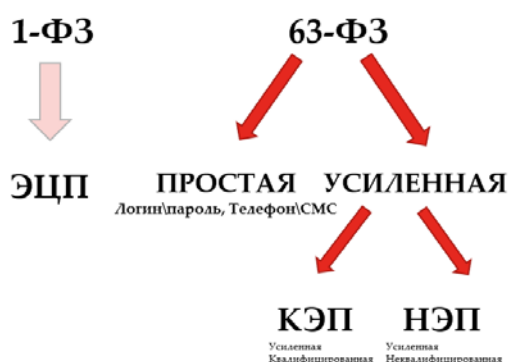 1-ФЗ
63-ФЗ
ЭЦП
ПРОСТАЯ
УСИЛЕННАЯ
Логин\пароль, Телефон\СМС
КЭП
НЭП
Усиленная
Квалифицированная
Усиленная
Неквалифицированная